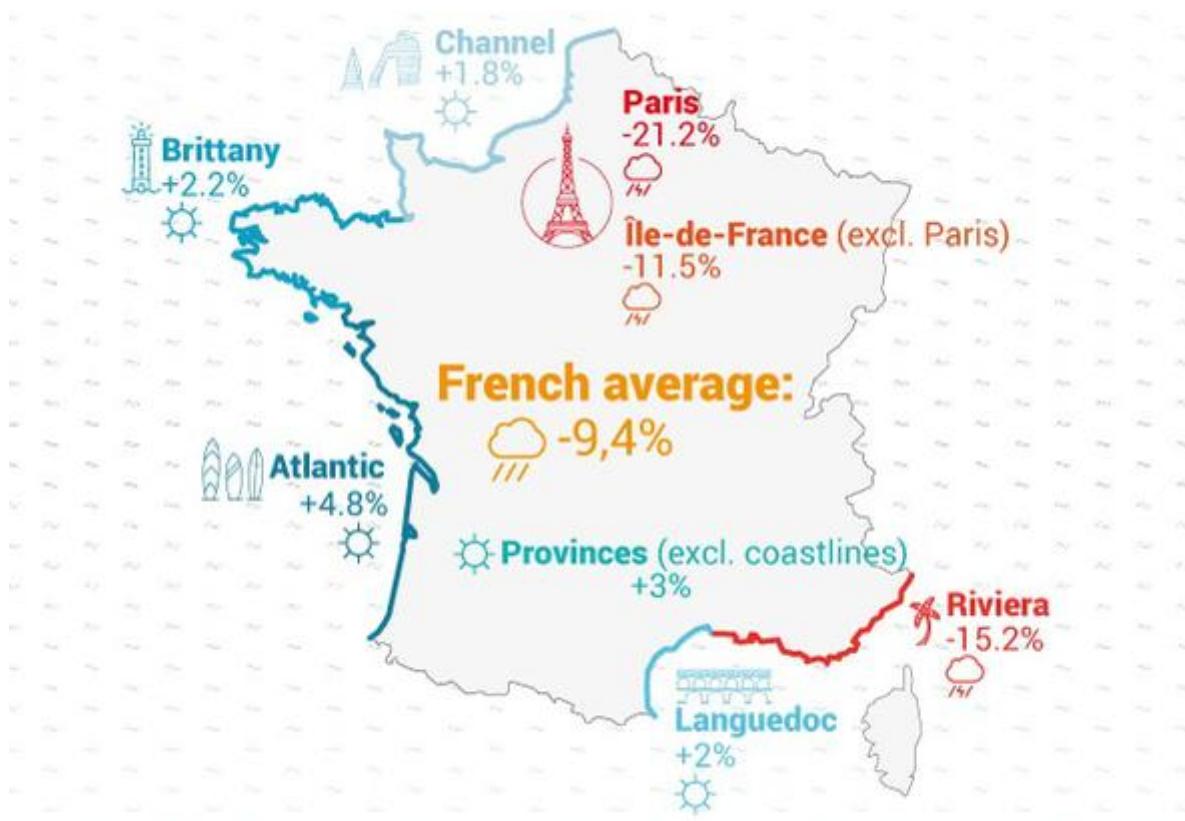 Channel
+1.8%
Paris
-21.2%
Brittany
+2.2%
Île-de-France (excl. Paris)
-11.5%
French average:
-9,4%
Atlantic
+4.8%
Provinces (excl. coastlines)
+3%
Riviera
-15.2%
Languedoc
+2%